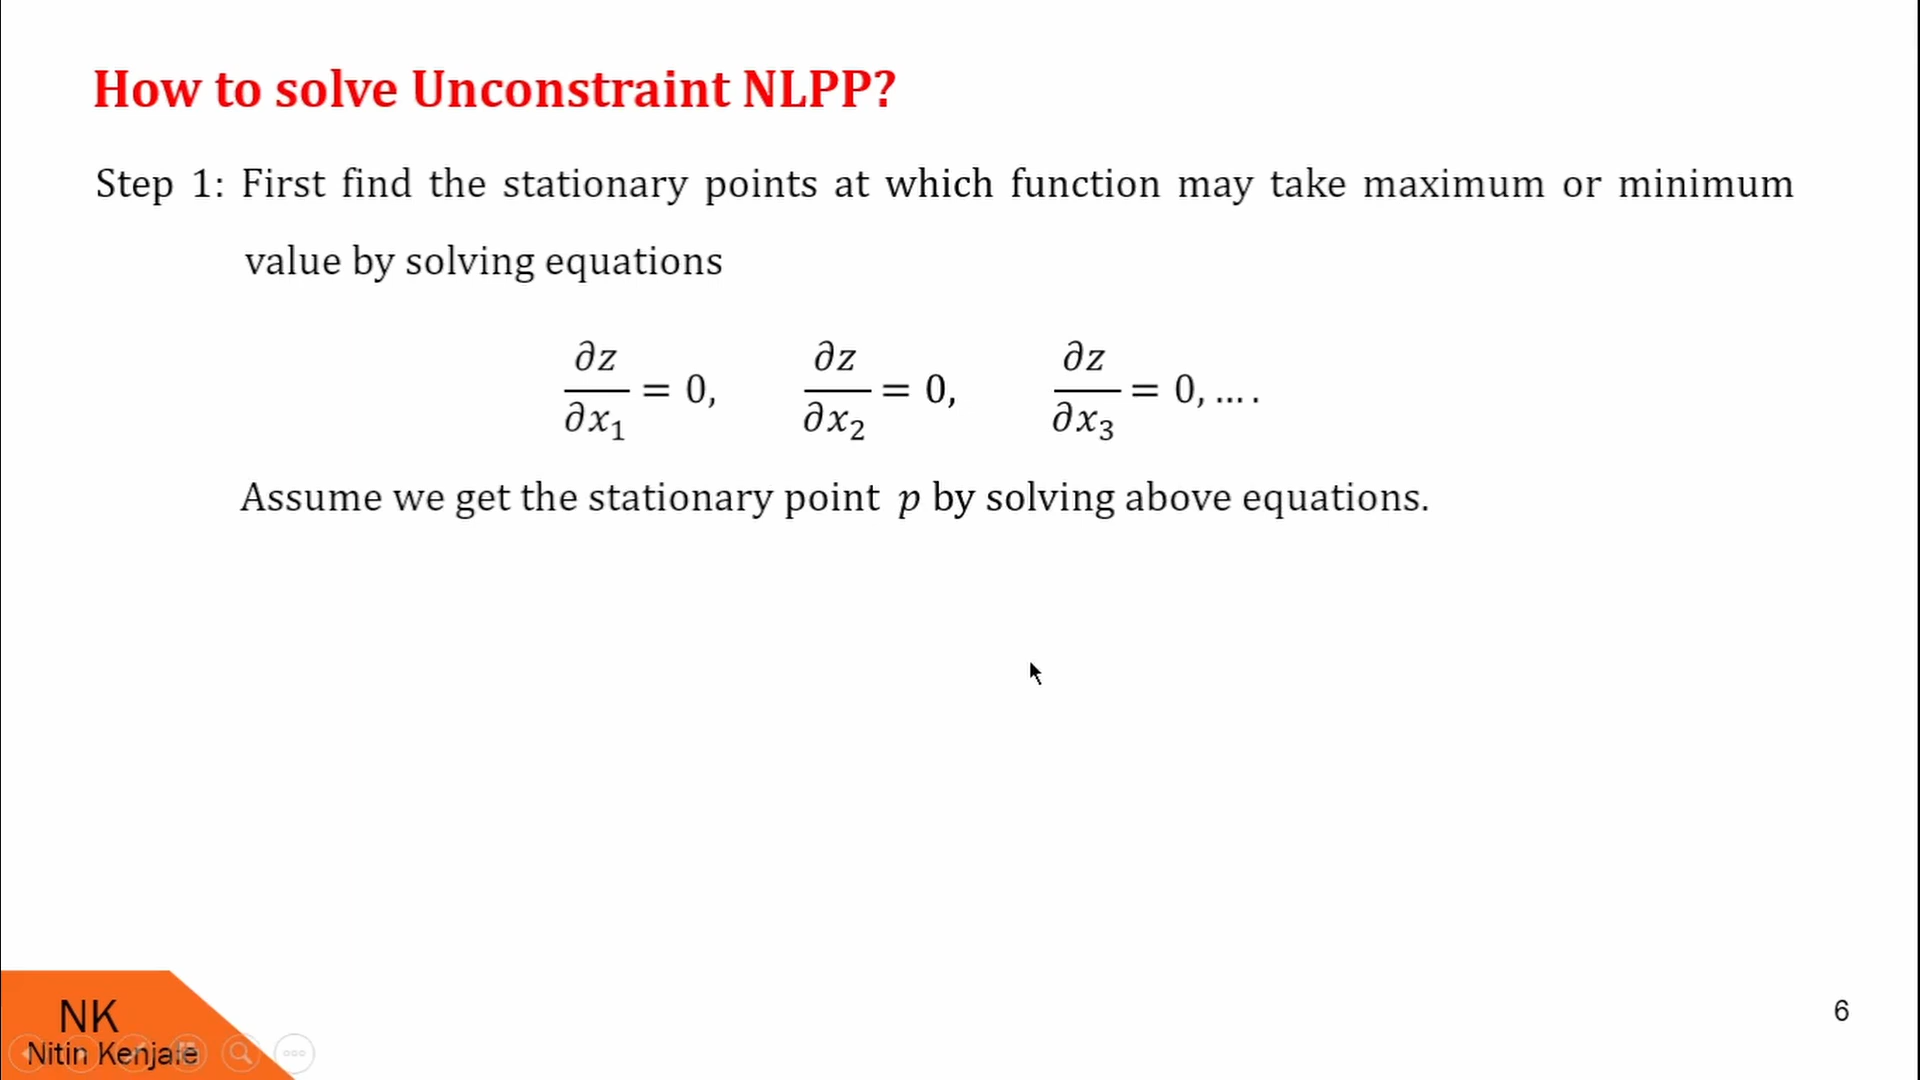 How to solve Unconstraint NLPP?
Step 1: First find the stationary points at which function may take maximum or minimum
value by solving equations
∂z/∂x₁ = 0, ∂z/∂x₂ = 0, ∂z/∂x₃ = 0, ... .
Assume we get the stationary point p by solving above equations.
NK
Nitin Kenjale
6